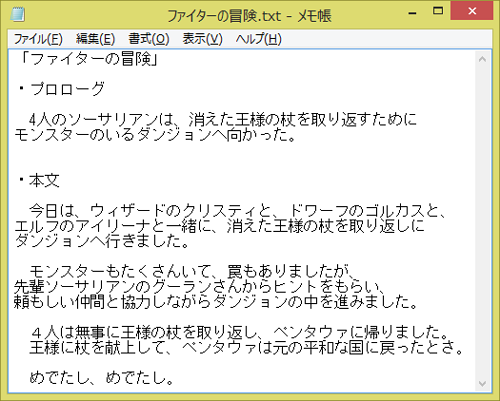 ファイターの冒険.txt - メモ帳
ファイル(F) 編集(E) 書式(O) 表示(V) ヘルプ(H)
「ファイターの冒険」
・プロローグ
　4人のソーサリアンは、消えた王様の杖を取り返すために
モンスターのいるダンジョンへ向かった。
・本文
　今日は、ウィザードのクリスティと、ドワーフのゴルカスと、
エルフのアイリーナと一緒に、消えた王様の杖を取り返しに
ダンジョンへ行きました。
　モンスターもたくさんいて、罠もありましたが、
先輩ソーサリアンのグーランさんからヒントをもらい、
頼もしい仲間と協力しながらダンジョンの中を進みました。
　４人は無事に王様の杖を取り返し、ペンタウァに帰りました。
　王様に杖を献上して、ペンタウァは元の平和な国に戻ったとさ。
　めでたし、めでたし。